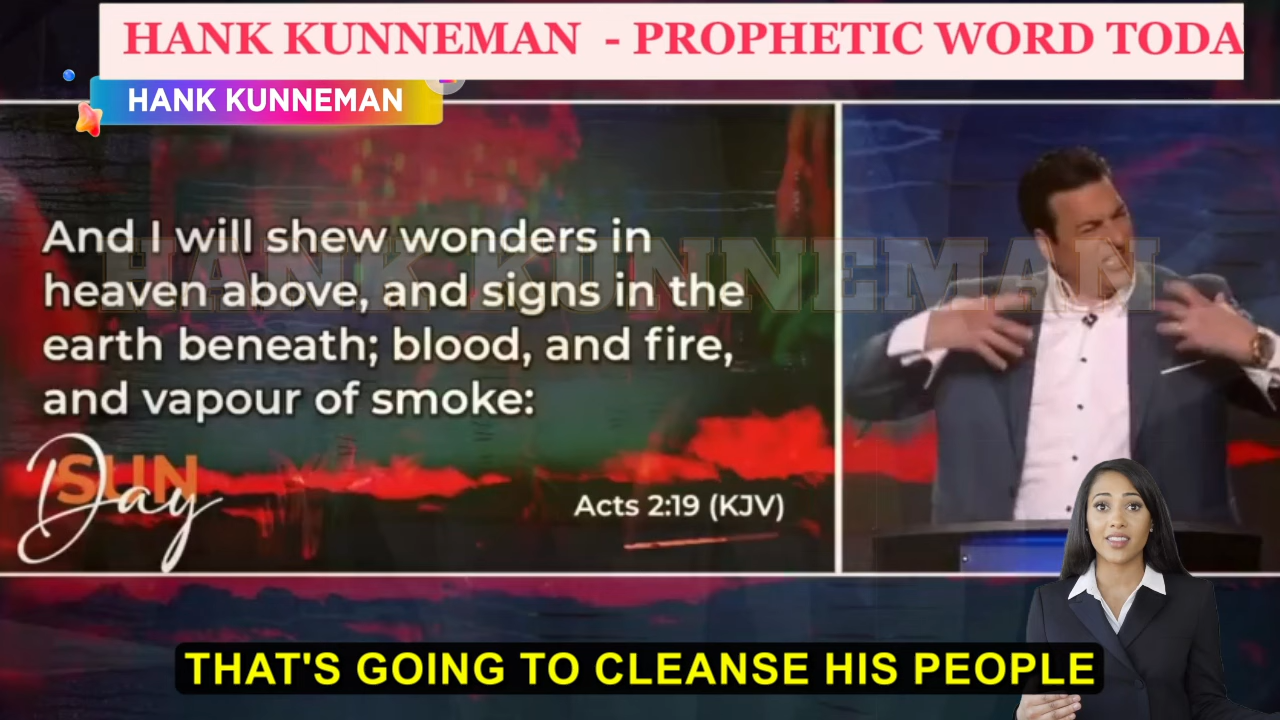 HANK KUNNEMAN - PROPHETIC WORD TODA
HANK KUNNEMAN
HANK KUNNEMAN
And I will shew wonders in
heaven above, and signs in the
earth beneath; blood, and fire,
and vapour of smoke:
SUN
Day
Acts 2:19 (KJV)
THAT'S GOING TO CLEANSE HIS PEOPLE